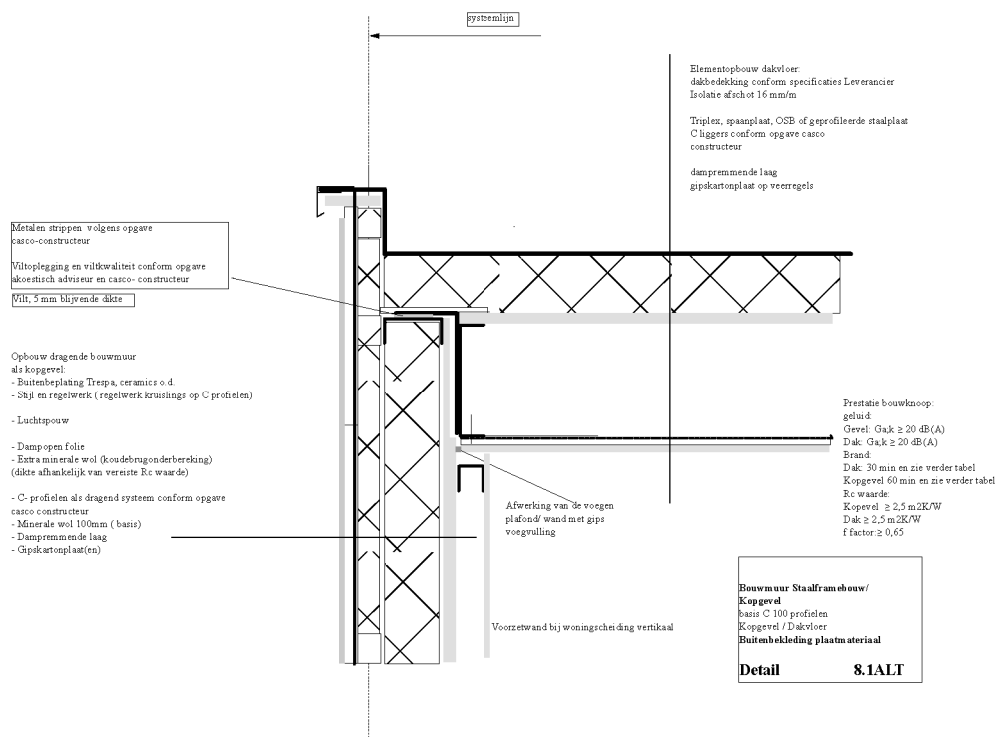 systeemlijn
Elementopbouw dakvloer:
dakbedekking conform specificaties Leverancier
Isolatie afschot 16 mm/m
Triplex, spaanplaat, OSB of geprofileerde staalplaat
C liggers conform opgave casco
constructeur
dampremmende laag
gipskartonplaat op veerregels
Metalen strippen volgens opgave
casco-constructeur
Viltoplegging en viltkwaliteit conform opgave
akoestisch adviseur en casco- constructeur
Vilt, 5 mm blijvende dikte
Opbouw dragende bouwmuur
als kopgevel:
- Buitenbeplating Trespa, ceramics o.d.
- Stijl en regelwerk ( regelwerk kruislings op C profielen)
- Luchtspouw
- Dampopen folie
- Extra minerale wol (koudebrugonderbereking)
(dikte afhankelijk van vereiste Rc waarde)
- C- profielen als dragend systeem conform opgave
casco constructeur
- Minerale wol 100mm ( basis)
- Dampremmende laag
- Gipskartonplaat(en)
Prestatie bouwknoop:
geluid:
Gevel: Ga;k ≥ 20 dB(A)
Dak: Ga;k ≥ 20 dB(A)
Brand:
Dak: 30 min en zie verder tabel
Kopgevel 60 min en zie verder tabel
Rc waarde:
Kopevel ≥ 2,5 m2K/W
Dak ≥ 2,5 m2K/W
f factor:≥ 0,65
Afwerking van de voegen
plafond/ wand met gips
voegvulling
Voorzetwand bij woningscheiding vertikaal
Bouwmuur Staalframebouw/
Kopgevel
basis C 100 profielen
Kopgevel / Dakvloer
Buitenbekleding plaatmateriaal
Detail 8.1ALT